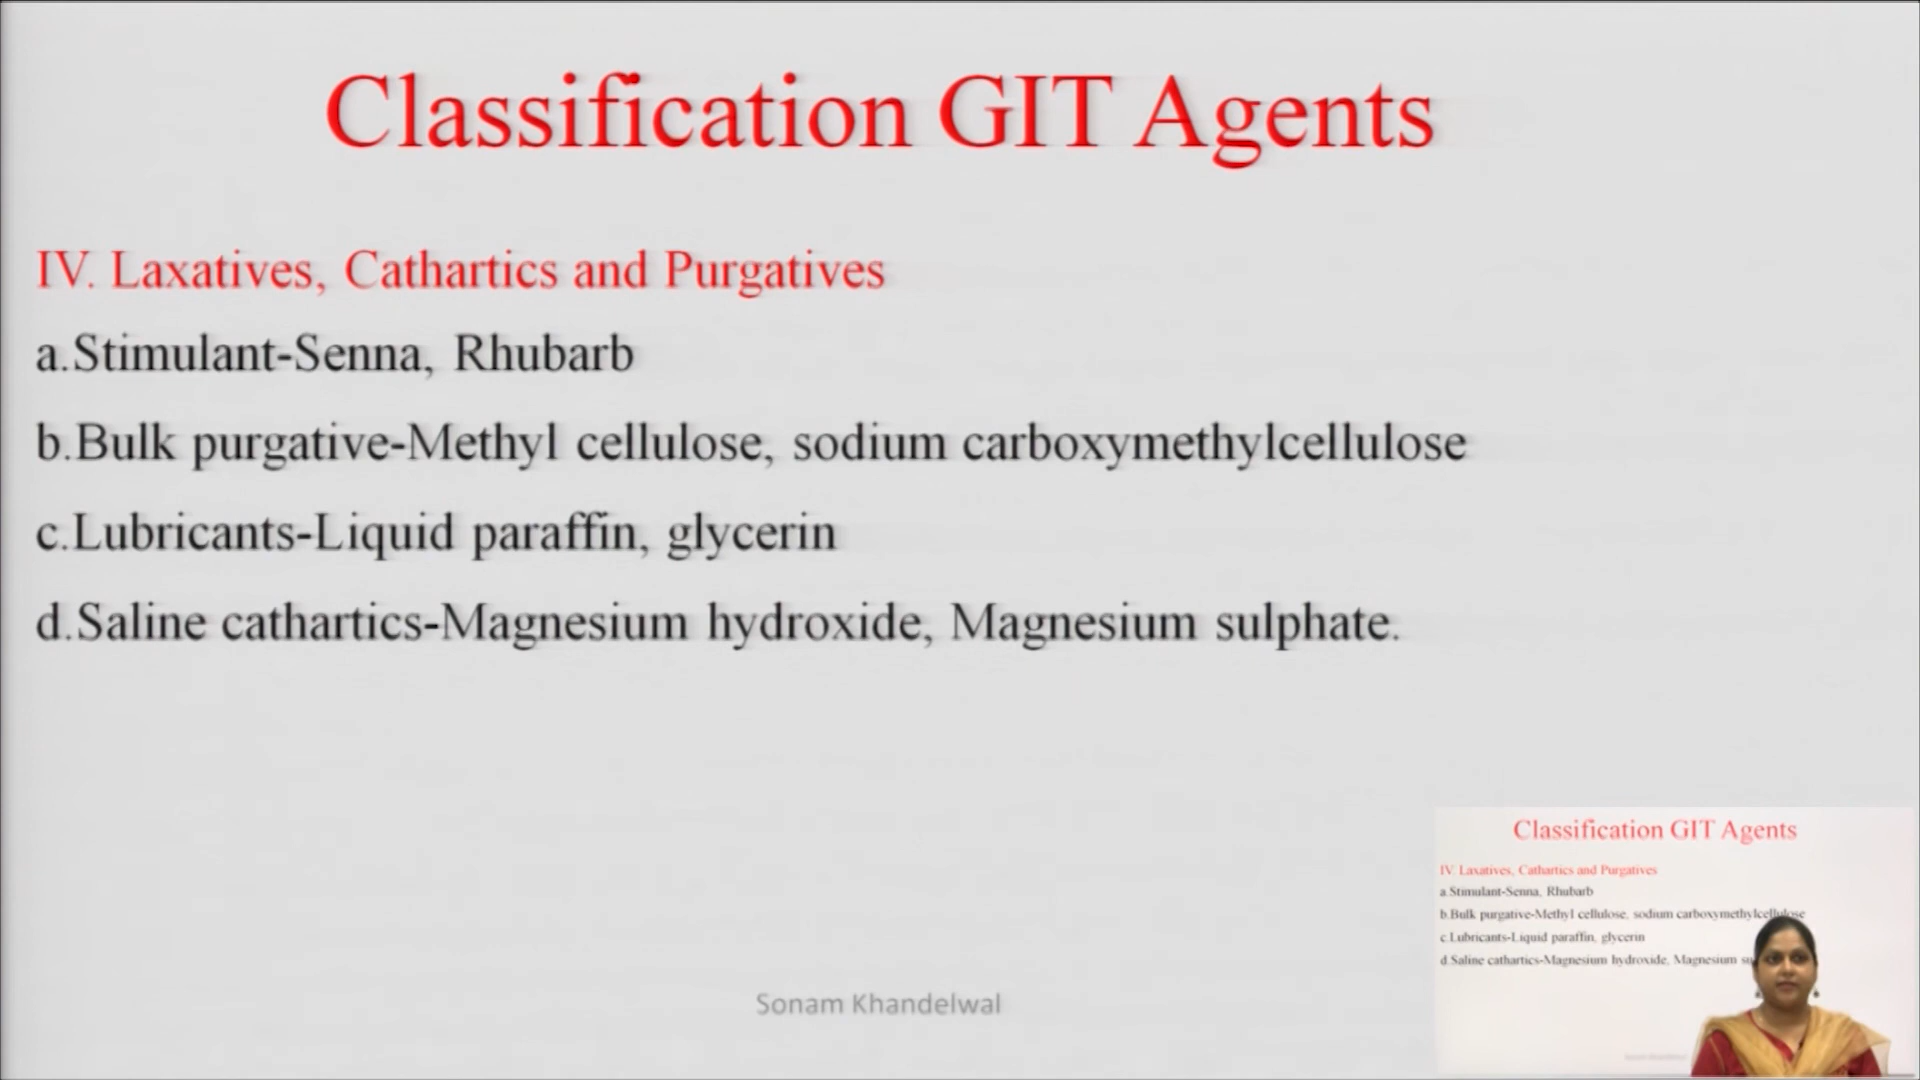 Classification GIT Agents
IV. Laxatives, Cathartics and Purgatives
a.Stimulant-Senna, Rhubarb
b.Bulk purgative-Methyl cellulose, sodium carboxymethylcellulose
c.Lubricants-Liquid paraffin, glycerin
d.Saline cathartics-Magnesium hydroxide, Magnesium sulphate.
Sonam Khandelwal
Classification GIT Agents
IV. Laxatives, Cathartics and Purgatives
a.Stimulant-Senna, Rhubarb
b.Bulk purgative-Methyl cellulose, sodium carboxymethylcellulose
c.Lubricants-Liquid paraffin, glycerin
d.Saline cathartics-Magnesium hydroxide, Magnesium